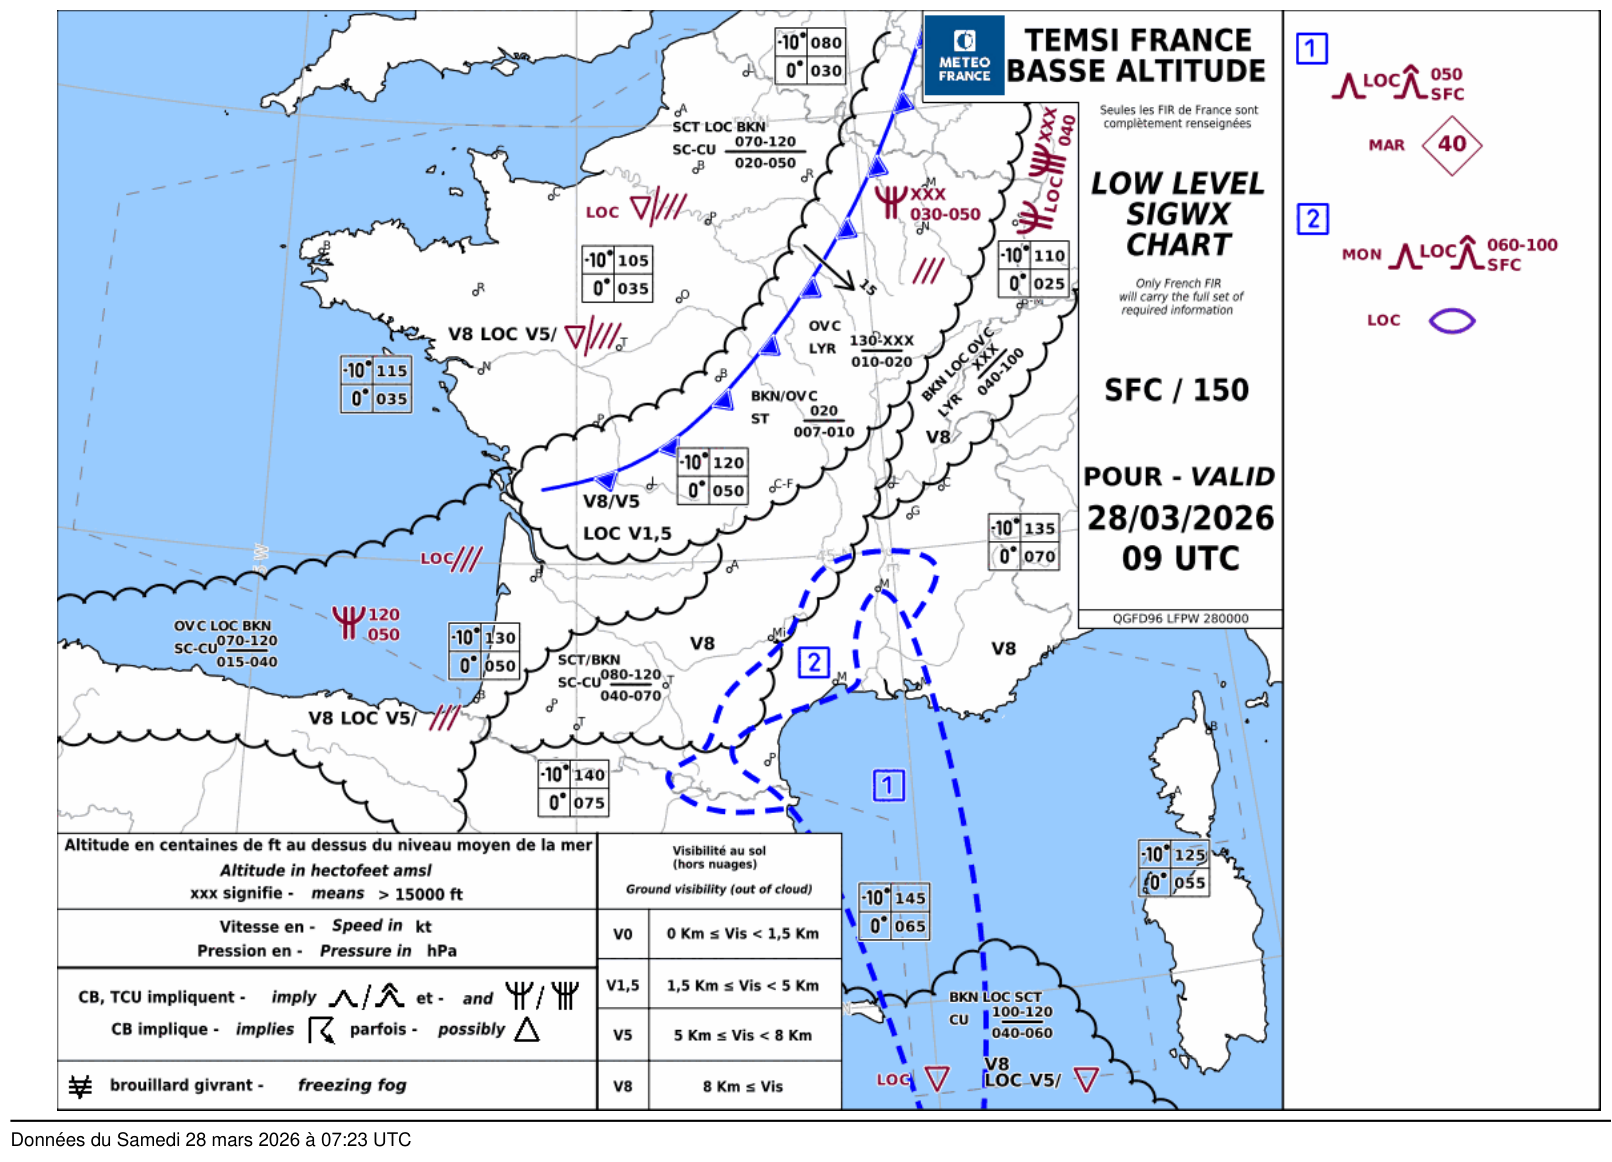 METEO
FRANCE
TEMSI FRANCE
BASSE ALTITUDE
Seules les FIR de France sont
complètement renseignées
LOW LEVEL
SIGWX
CHART
Only French FIR
will carry the full set of
required information
SFC / 150
POUR - VALID
28/03/2026
09 UTC
QGFD96 LFPW 280000
1
LOC
050
SFC
MAR
40
2
MON
LOC
060-100
SFC
LOC
-10° 080
0° 030
SCT LOC BKN
SC-CU
070-120
020-050
LOC
-10° 105
0° 035
V8 LOC V5/
-10° 115
0° 035
XXX
030-050
LOC
XXX
040
-10° 110
0° 025
15
OVC
LYR
130-XXX
010-020
BKN LOC OVC
LYR
XXX
040-100
BKN/OVC
ST
020
007-010
V8
-10° 120
0° 050
V8/V5
LOC V1,5
-10° 135
0° 070
LOC
120
050
OVC LOC BKN
SC-CU
070-120
015-040
-10° 130
0° 050
V8
SCT/BKN
SC-CU
080-120
040-070
2
V8
V8 LOC V5/
-10° 140
0° 075
1
-10° 125
0° 055
-10° 145
0° 065
BKN LOC SCT
CU
100-120
040-060
V8
LOC V5/
LOC
Altitude en centaines de ft au dessus du niveau moyen de la mer
Altitude in hectofeet amsl
xxx signifie - means > 15000 ft
Vitesse en - Speed in kt
Pression en - Pressure in hPa
CB, TCU impliquent - imply / et - and /
CB implique - implies parfois - possibly
brouillard givrant - freezing fog
Visibilité au sol
(hors nuages)
Ground visibility (out of cloud)
V0 0 Km ≤ Vis < 1,5 Km
V1,5 1,5 Km ≤ Vis < 5 Km
V5 5 Km ≤ Vis < 8 Km
V8 8 Km ≤ Vis
Données du Samedi 28 mars 2026 à 07:23 UTC